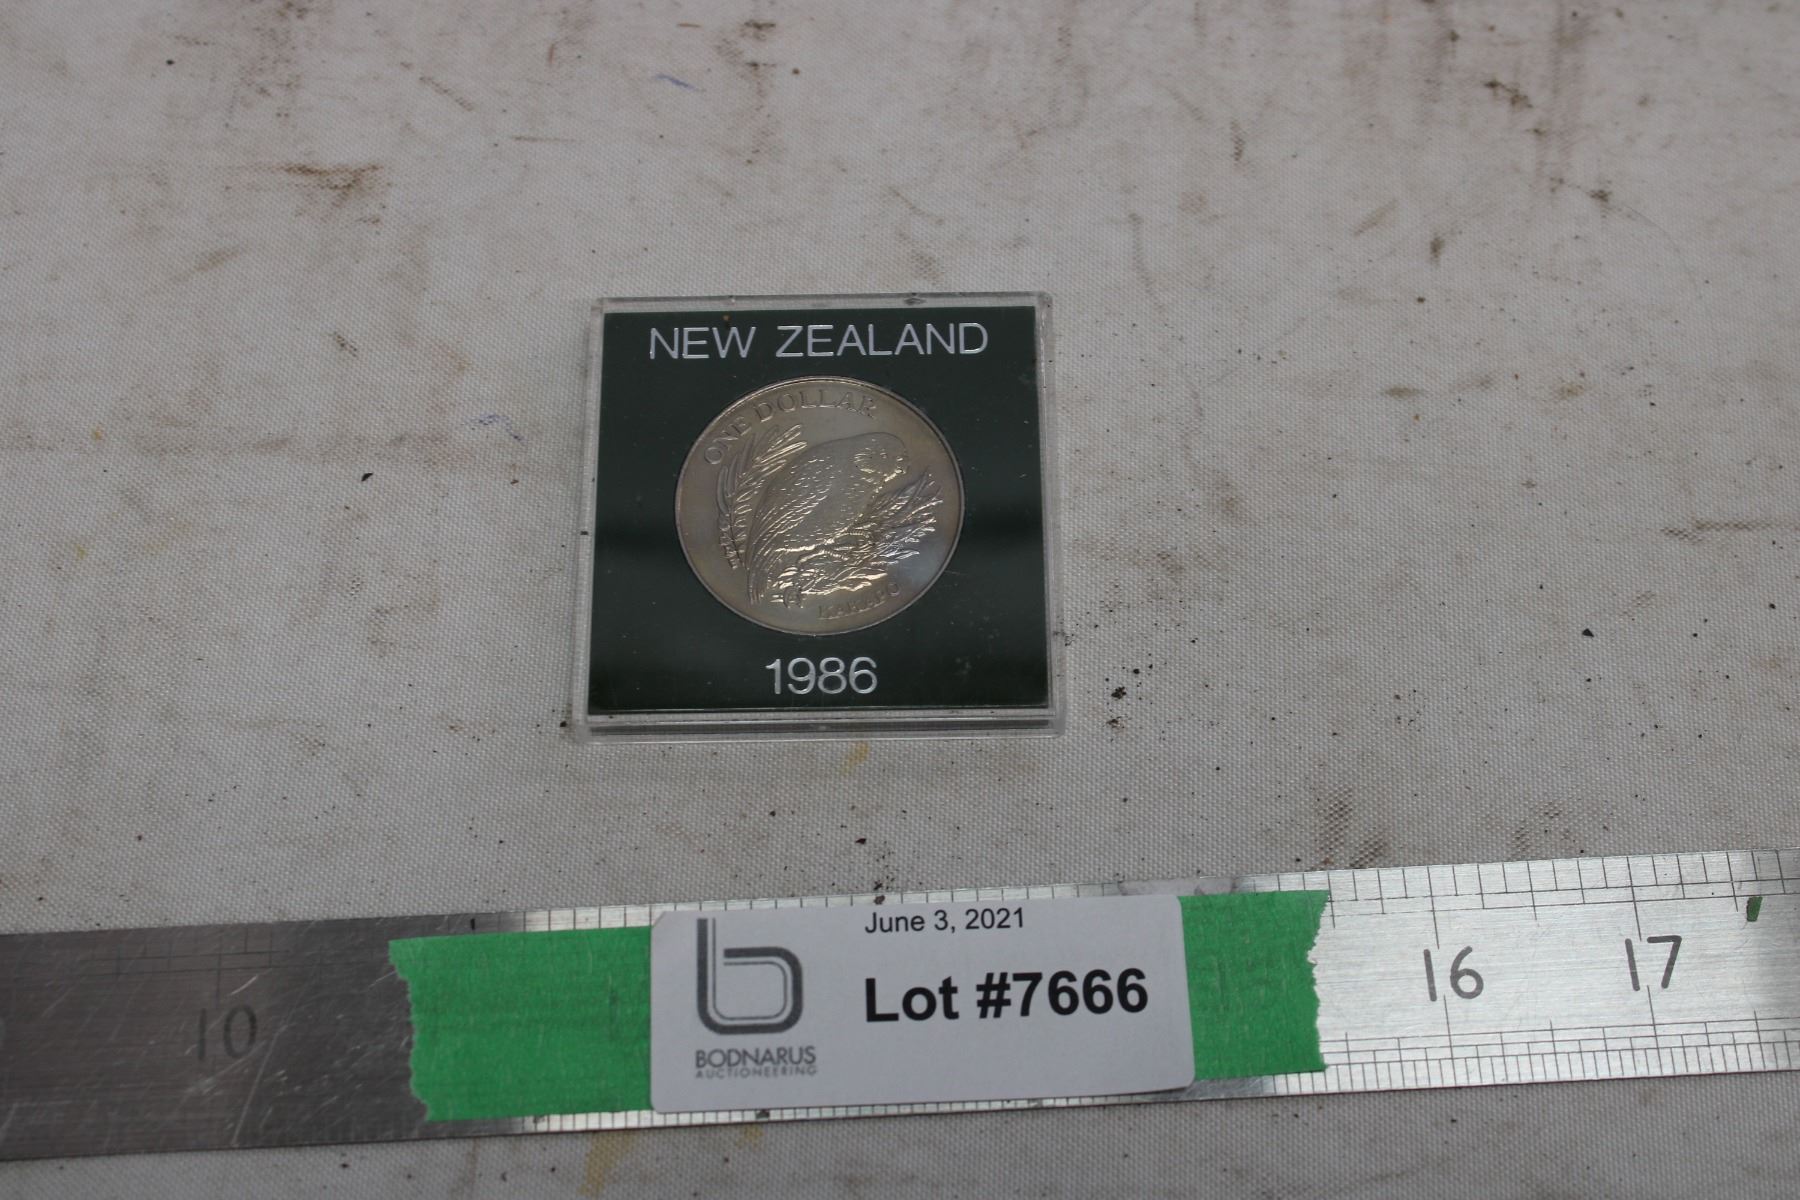 NEW ZEALAND
ONE DOLLAR
KAKAPO
1986
June 3, 2021
Lot #7666
BODNARUS
AUCTIONEERING
10
16
17